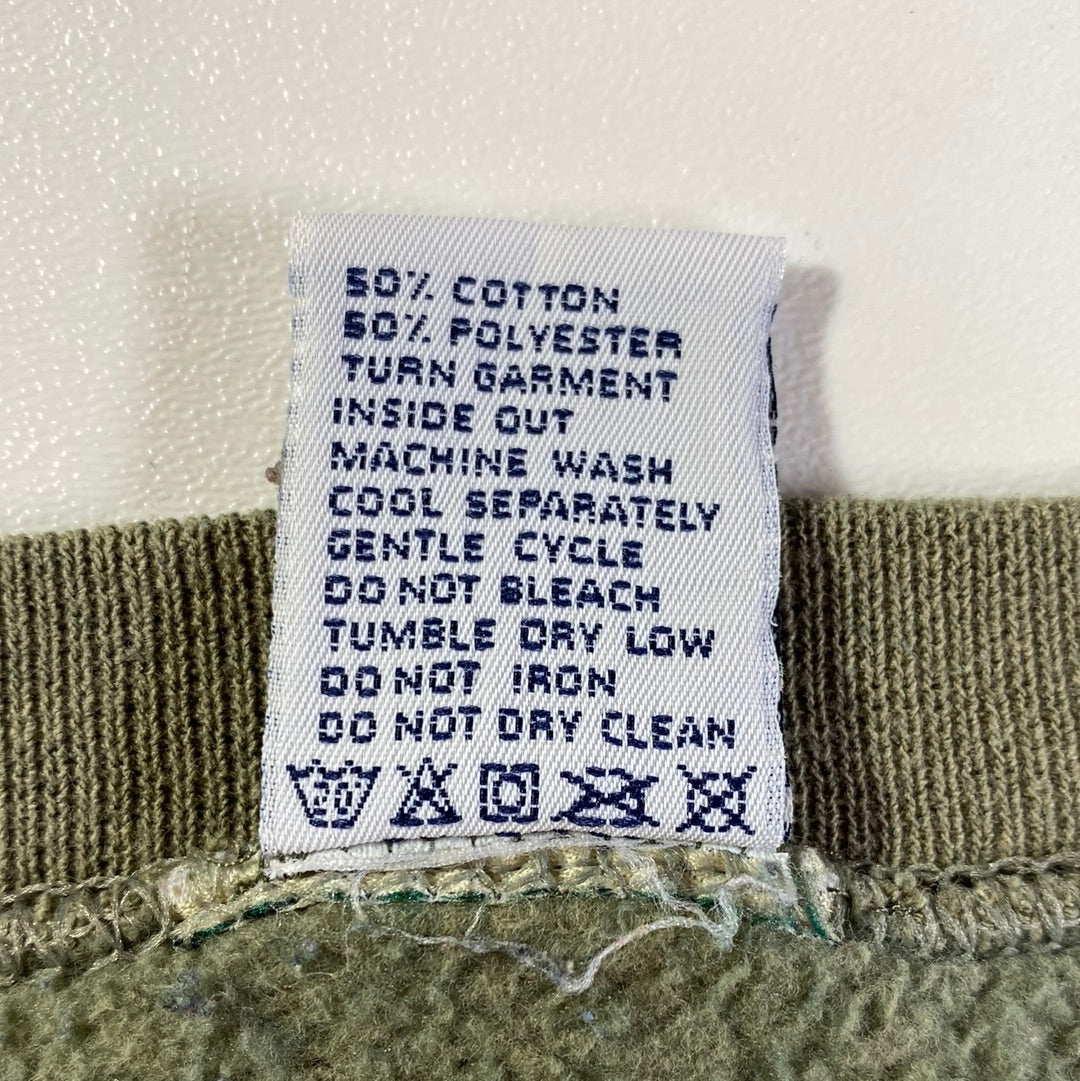 50% COTTON
50% POLYESTER
TURN GARMENT
INSIDE OUT
MACHINE WASH
COOL SEPARATELY
GENTLE CYCLE
DO NOT BLEACH
TUMBLE DRY LOW
DO NOT IRON
DO NOT DRY CLEAN
20°